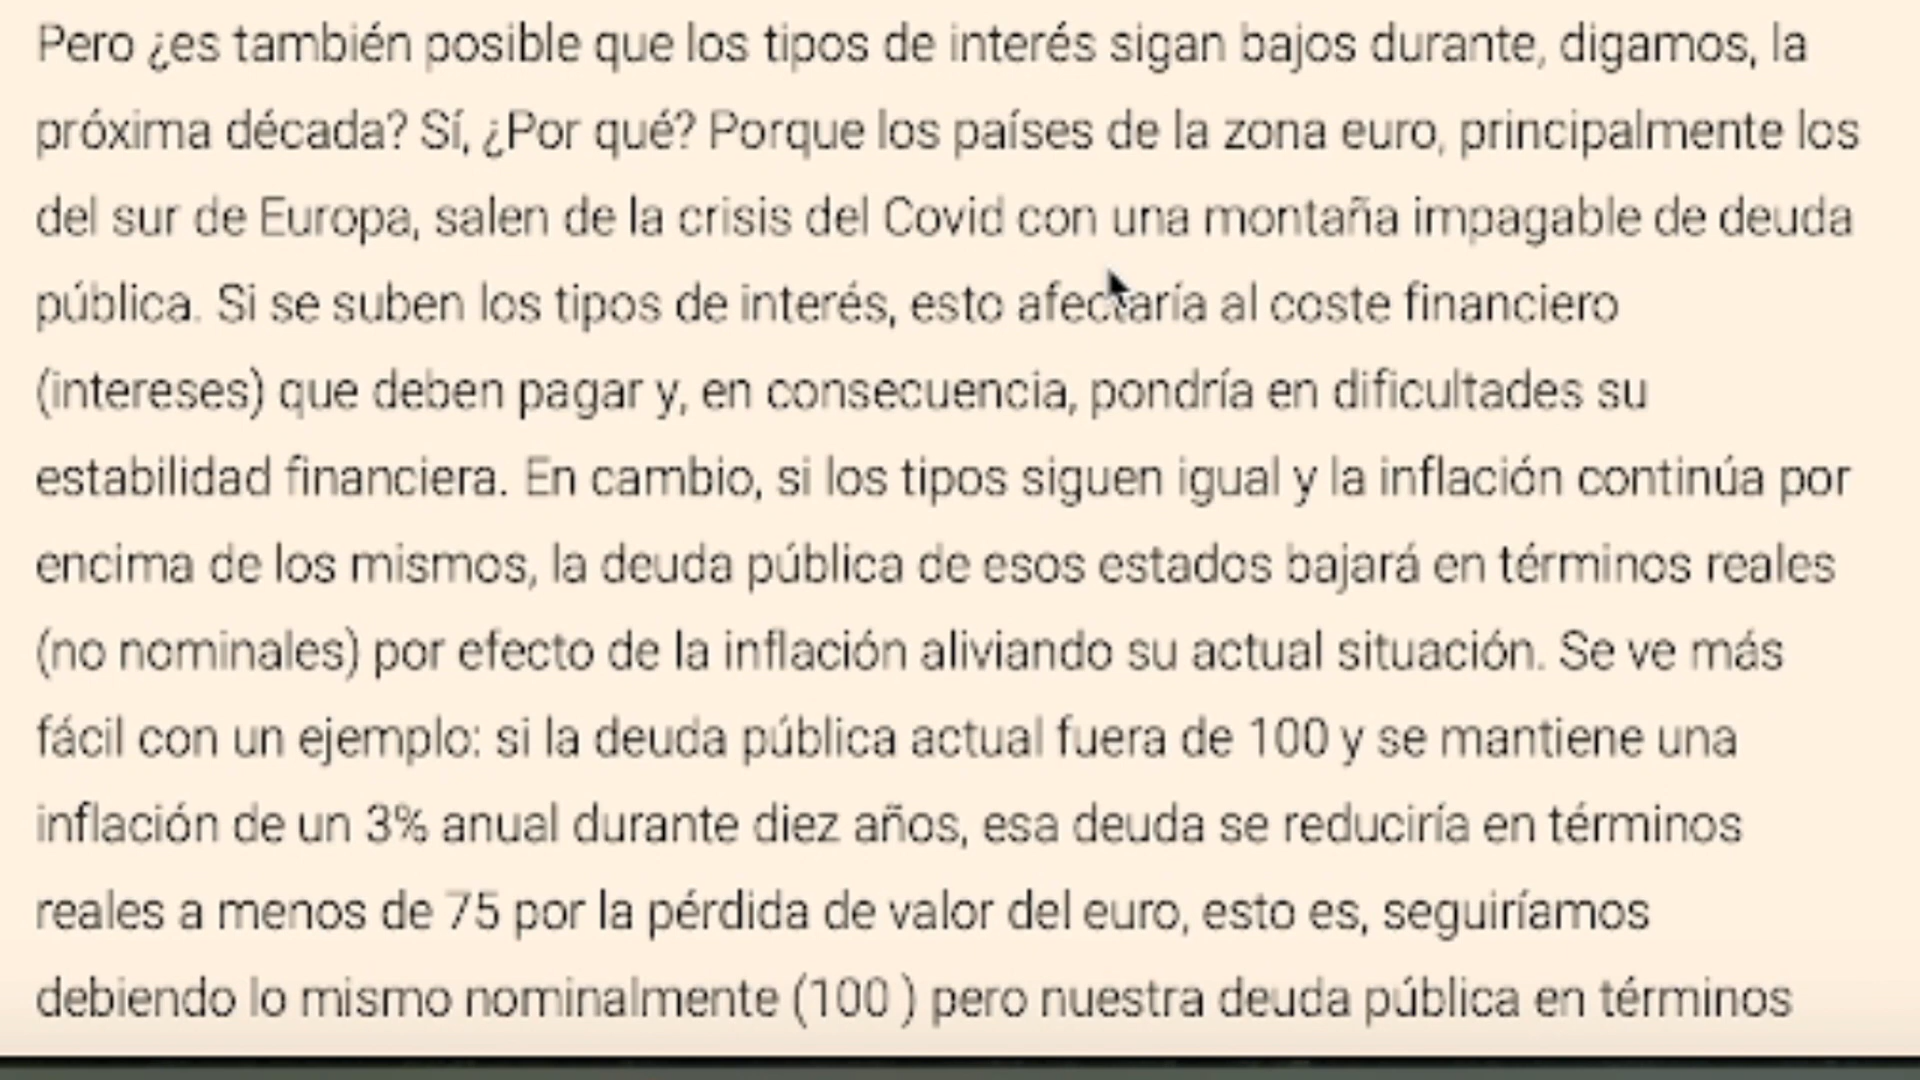 Pero ¿es también posible que los tipos de interés sigan bajos durante, digamos, la
próxima década? Sí, ¿Por qué? Porque los países de la zona euro, principalmente los
del sur de Europa, salen de la crisis del Covid con una montaña impagable de deuda
pública. Si se suben los tipos de interés, esto afectaría al coste financiero
(intereses) que deben pagar y, en consecuencia, pondría en dificultades su
estabilidad financiera. En cambio, si los tipos siguen igual y la inflación continúa por
encima de los mismos, la deuda pública de esos estados bajará en términos reales
(no nominales) por efecto de la inflación aliviando su actual situación. Se ve más
fácil con un ejemplo: si la deuda pública actual fuera de 100 y se mantiene una
inflación de un 3% anual durante diez años, esa deuda se reduciría en términos
reales a menos de 75 por la pérdida de valor del euro, esto es, seguiríamos
debiendo lo mismo nominalmente (100 ) pero nuestra deuda pública en términos